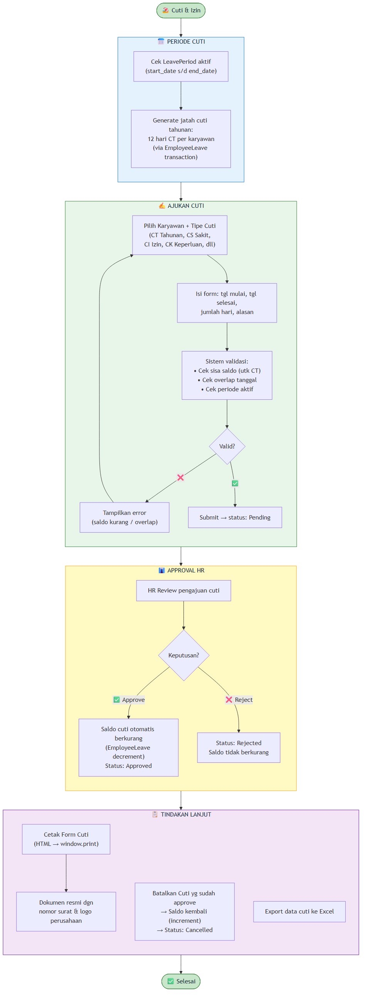 🏖️ Cuti & Izin
🗓️ PERIODE CUTI
Cek LeavePeriod aktif
(start_date s/d end_date)
Generate jatah cuti
tahunan:
12 hari CT per karyawan
(via EmployeeLeave
transaction)
✍️ AJUKAN CUTI
Pilih Karyawan + Tipe Cuti
(CT Tahunan, CS Sakit,
CI Izin, CK Keperluan, dll)
Isi form: tgl mulai, tgl
selesai,
jumlah hari, alasan
Sistem validasi:
• Cek sisa saldo (utk CT)
• Cek overlap tanggal
• Cek periode aktif
Valid?
❌
✅
Tampilkan error
(saldo kurang / overlap)
Submit → status: Pending
👔 APPROVAL HR
HR Review pengajuan cuti
Keputusan?
✅ Approve
❌ Reject
Saldo cuti otomatis
berkurang
(EmployeeLeave
decrement)
Status: Approved
Status: Rejected
Saldo tidak berkurang
📋 TINDAKAN LANJUT
Cetak Form Cuti
(HTML → window.print)
Dokumen resmi dgn
nomor surat & logo
perusahaan
Batalkan Cuti yg sudah
approve
→ Saldo kembali
(increment)
→ Status: Cancelled
Export data cuti ke Excel
✅ Selesai